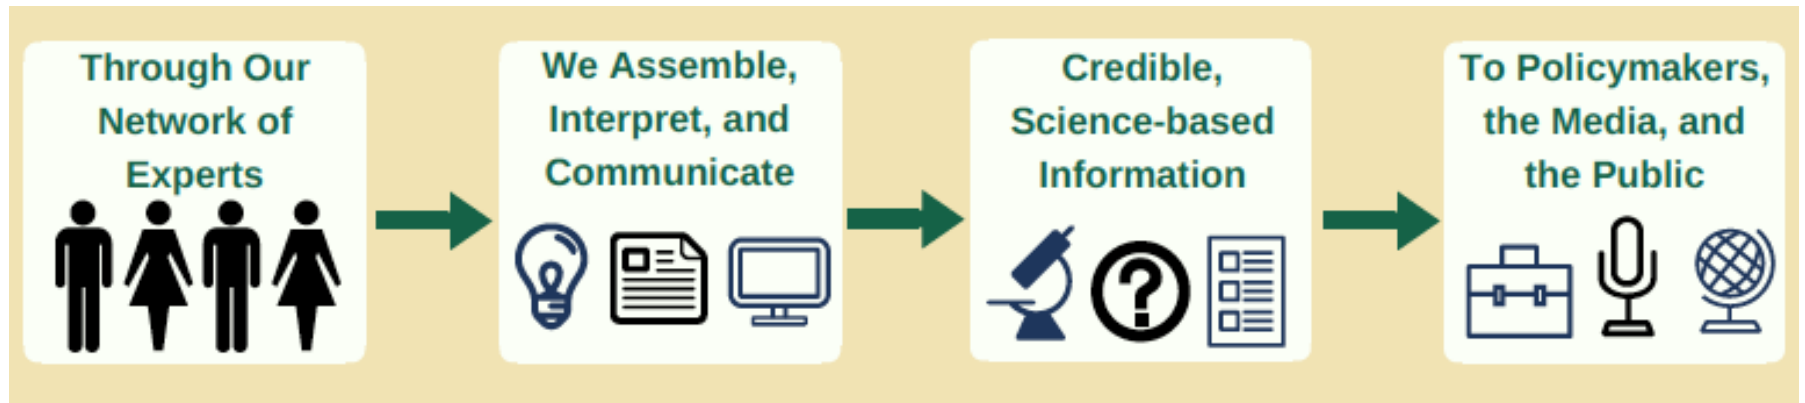 Through Our
Network of
Experts
We Assemble,
Interpret, and
Communicate
Credible,
Science-based
Information
To Policymakers,
the Media, and
the Public
?